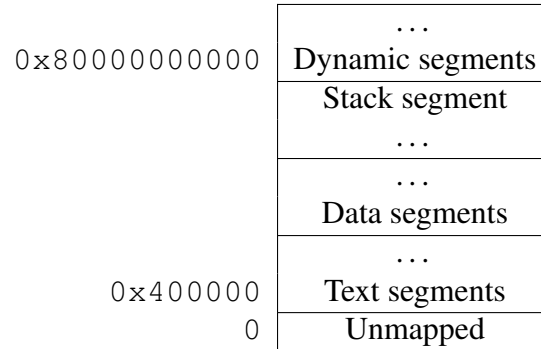 ...
0x80000000000 Dynamic segments
Stack segment
...
...
Data segments
...
0x400000 Text segments
0 Unmapped